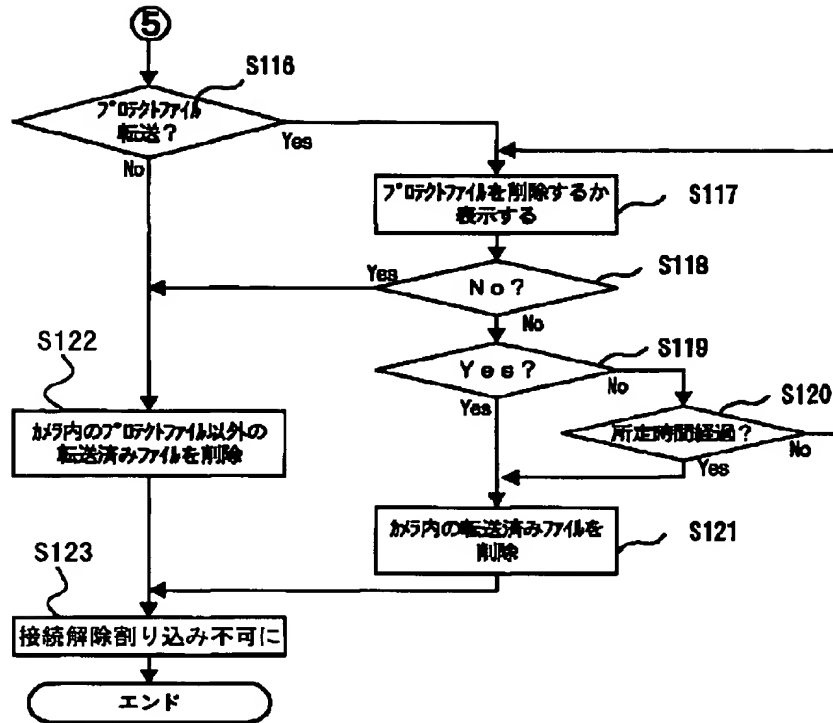 ⑤
S116
プロテクトファイル
転送？
Yes
No
プロテクトファイルを削除するか
表示する
S117
Yes
No？
S118
No
S122
Yes？
S119
No
Yes
S120
所定時間経過？
No
Yes
カメラ内のプロテクトファイル以外の
転送済みファイルを削除
カメラ内の転送済みファイルを
削除
S121
S123
接続解除割り込み不可に
エンド